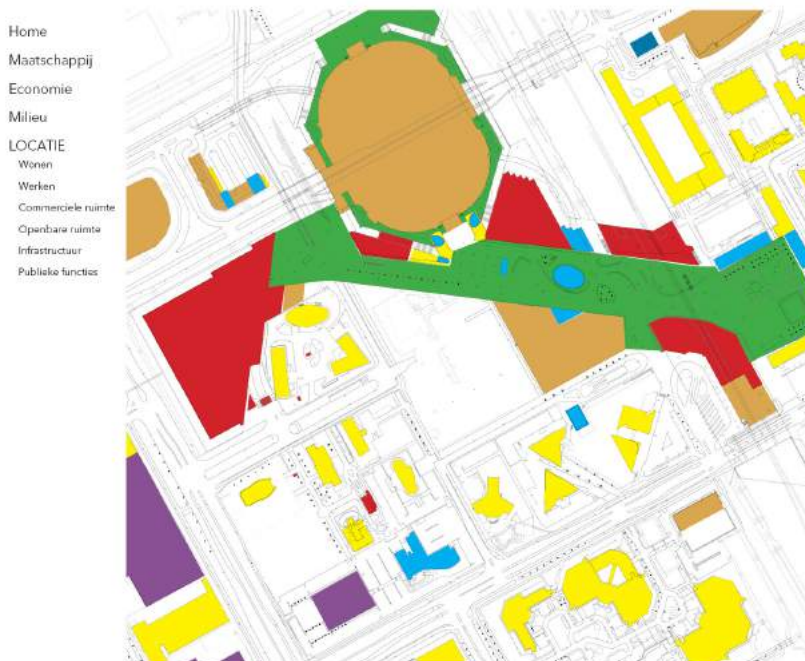 Home
Maatschappij
Economie
Milieu
LOCATIE
Wonen
Werken
Commerciele ruimte
Openbare ruimte
Infrastructuur
Publieke functies